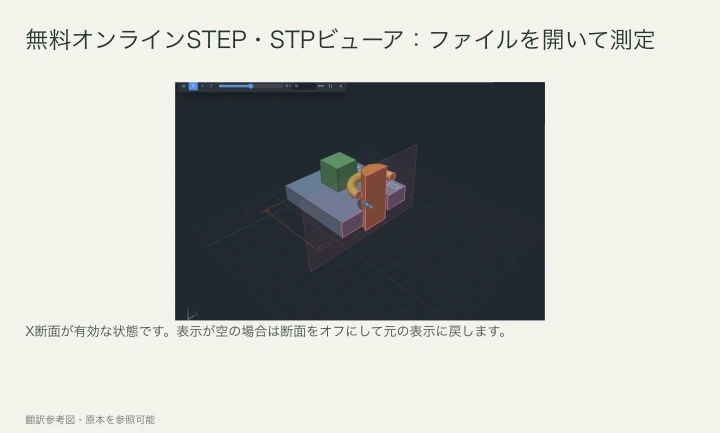 無料オンラインSTEP・STPビューア：ファイルを開いて測定
X断面が有効な状態です。表示が空の場合は断面をオフにして元の表示に戻します。
翻訳参考図・原本を参照可能